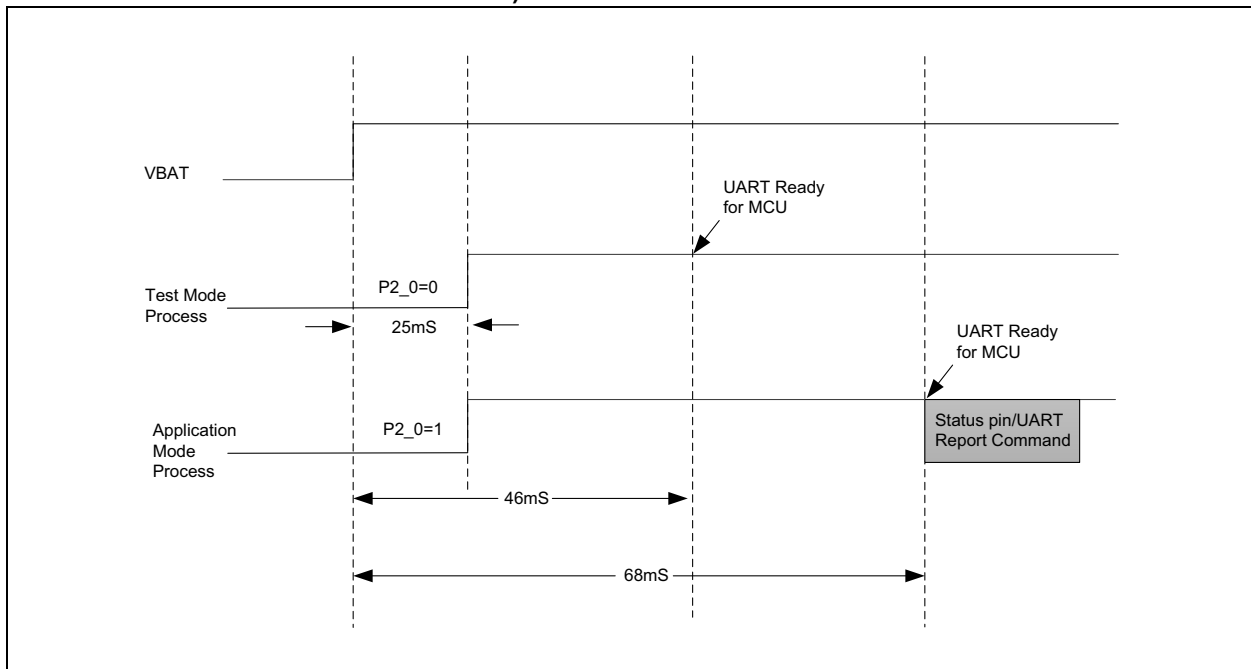 VBAT
UART Ready
for MCU
P2_0=0
Test Mode
Process
25mS
UART Ready
for MCU
P2_0=1
Application
Mode
Process
Status pin/UART
Report Command
46mS
68mS